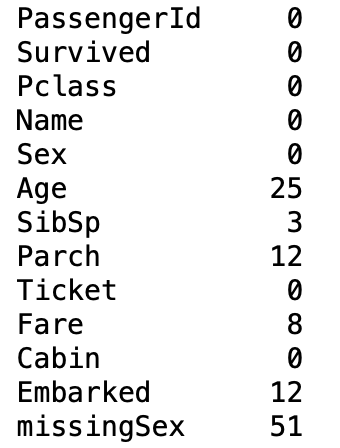 PassengerId 0
Survived 0
Pclass 0
Name 0
Sex 0
Age 25
SibSp 3
Parch 12
Ticket 0
Fare 8
Cabin 0
Embarked 12
missingSex 51